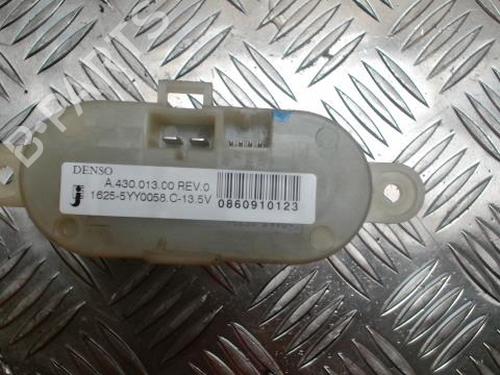 B-PARTS
DENSO
A.430.013.00 REV.0
1625-5YY0058.C-13.5V
0860910123